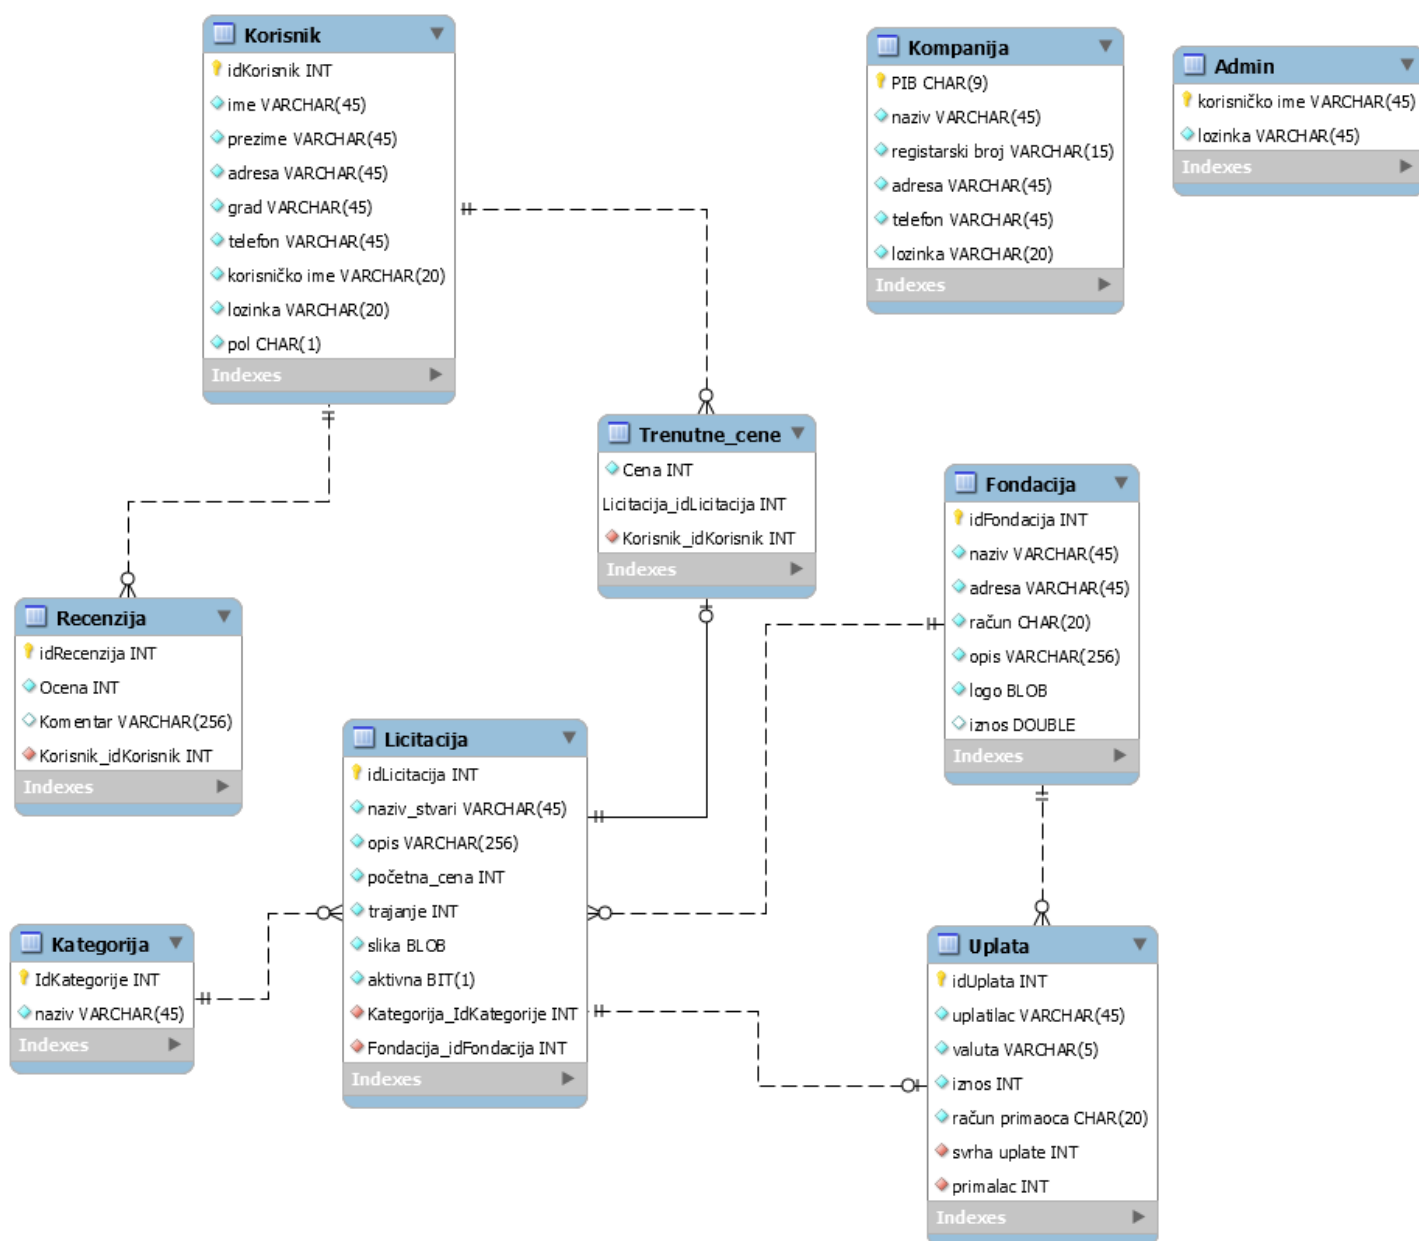 Korisnik
idKorisnik INT
ime VARCHAR(45)
prezime VARCHAR(45)
adresa VARCHAR(45)
grad VARCHAR(45)
telefon VARCHAR(45)
korisničko ime VARCHAR(20)
lozinka VARCHAR(20)
pol CHAR(1)
Indexes
Kompanija
PIB CHAR(9)
naziv VARCHAR(45)
registarski broj VARCHAR(15)
adresa VARCHAR(45)
telefon VARCHAR(45)
lozinka VARCHAR(20)
Indexes
Admin
korisničko ime VARCHAR(45)
lozinka VARCHAR(45)
Indexes
Trenutne_cene
Cena INT
Licitacija_idLicitacija INT
Korisnik_idKorisnik INT
Indexes
Fondacija
idFondacija INT
naziv VARCHAR(45)
adresa VARCHAR(45)
račun CHAR(20)
opis VARCHAR(256)
logo BLOB
iznos DOUBLE
Indexes
Recenzija
idRecenzija INT
Ocena INT
Komentar VARCHAR(256)
Korisnik_idKorisnik INT
Indexes
Licitacija
idLicitacija INT
naziv_stvari VARCHAR(45)
opis VARCHAR(256)
početna_cena INT
trajanje INT
slika BLOB
aktivna BIT(1)
Kategorija_IdKategorije INT
Fondacija_idFondacija INT
Indexes
Kategorija
IdKategorije INT
naziv VARCHAR(45)
Indexes
Uplata
idUplata INT
uplatilac VARCHAR(45)
valuta VARCHAR(5)
iznos INT
račun primaoca CHAR(20)
svrha uplate INT
primalac INT
Indexes